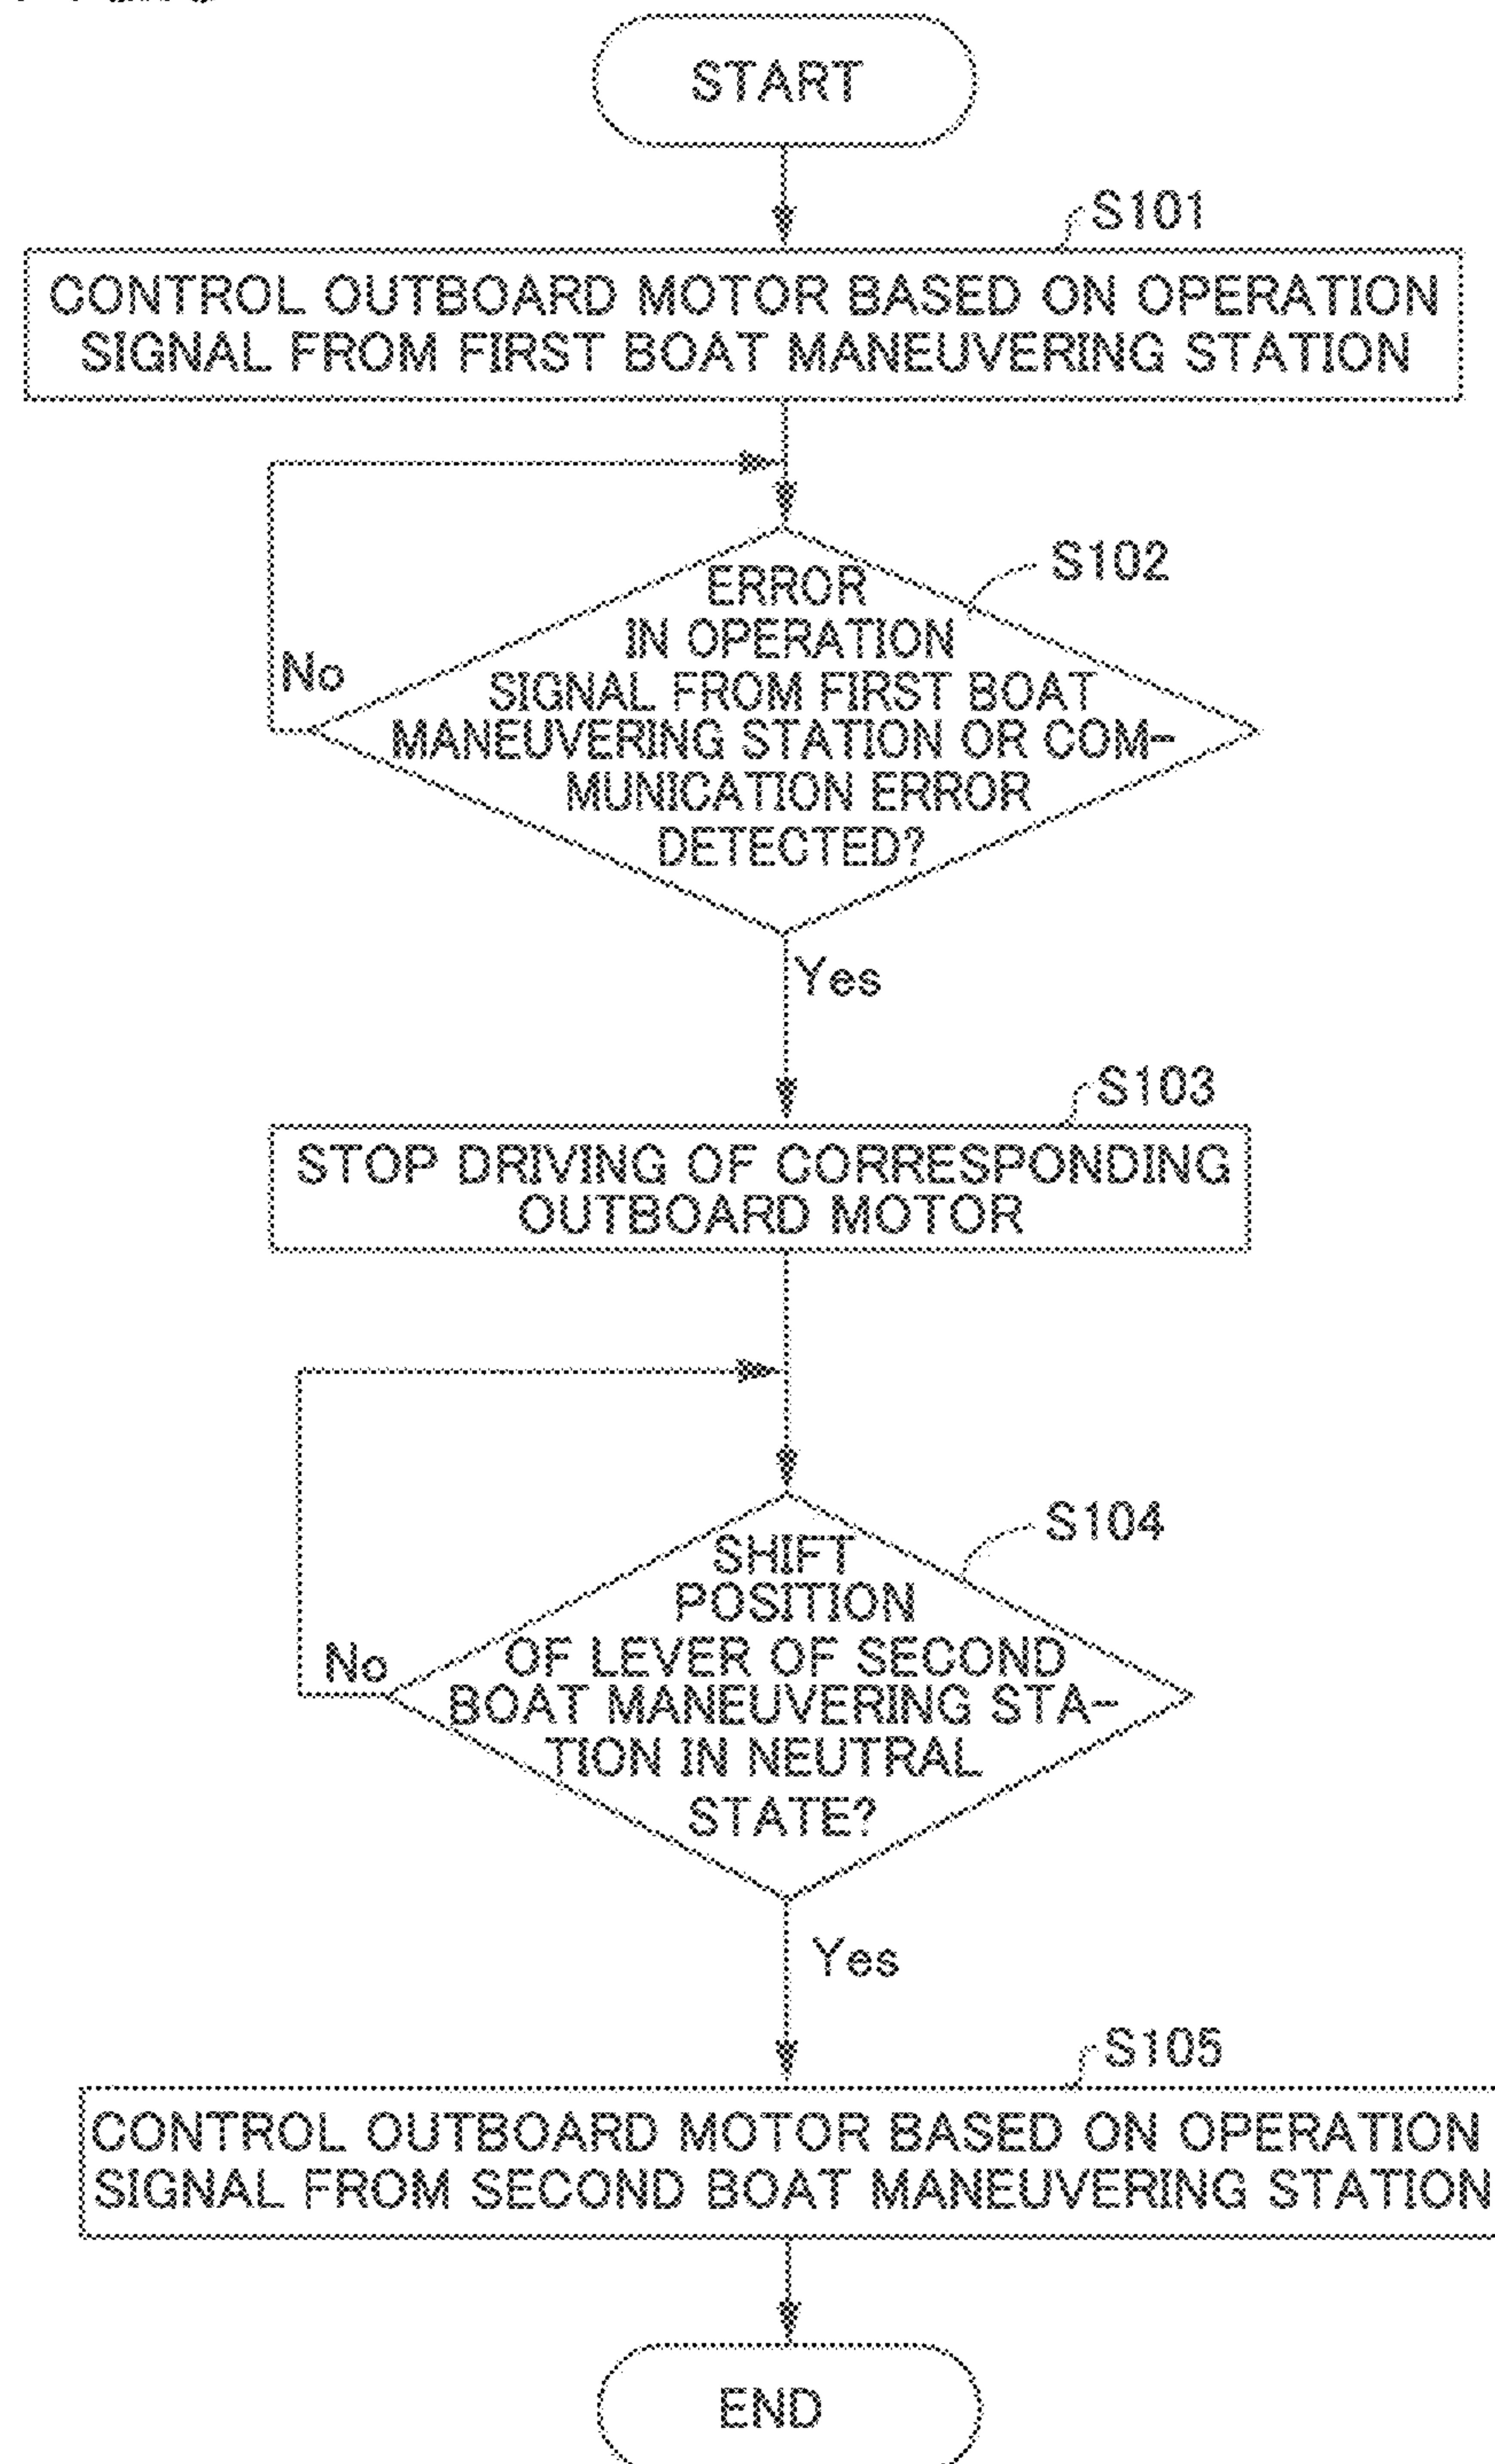 START
S101
CONTROL OUTBOARD MOTOR BASED ON OPERATION
SIGNAL FROM FIRST BOAT MANEUVERING STATION
S102
ERROR
IN OPERATION
SIGNAL FROM FIRST BOAT
MANEUVERING STATION OR COM-
MUNICATION ERROR
DETECTED?
No
Yes
S103
STOP DRIVING OF CORRESPONDING
OUTBOARD MOTOR
S104
SHIFT
POSITION
OF LEVER OF SECOND
BOAT MANEUVERING STA-
TION IN NEUTRAL
STATE?
No
Yes
S105
CONTROL OUTBOARD MOTOR BASED ON OPERATION
SIGNAL FROM SECOND BOAT MANEUVERING STATION
END